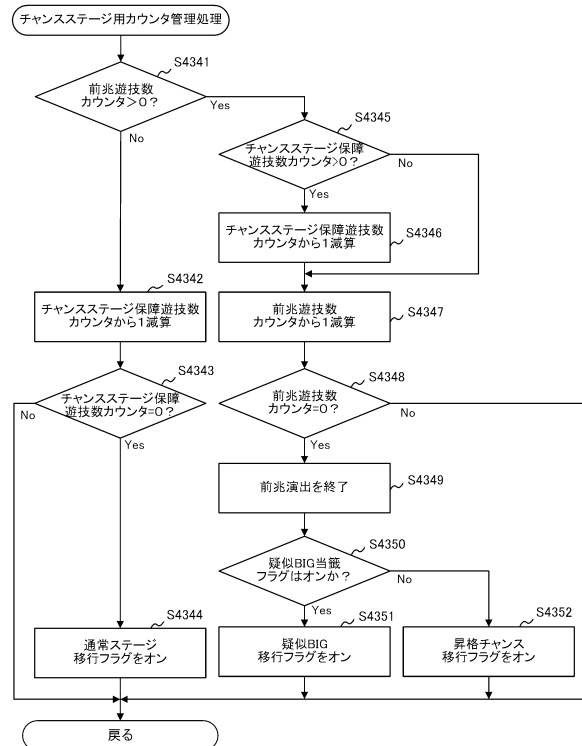 チャンスステージ用カウンタ管理処理
S4341
前兆遊技数
カウンタ>0?
Yes
No
S4345
チャンスステージ保障
遊技数カウンタ>0?
No
Yes
チャンスステージ保障遊技数
カウンタから1減算
S4346
S4342
チャンスステージ保障遊技数
カウンタから1減算
前兆遊技数
カウンタから1減算
S4347
S4343
チャンスステージ保障
遊技数カウンタ=0?
No
Yes
S4348
前兆遊技数
カウンタ=0?
No
Yes
前兆演出を終了
S4349
S4350
疑似BIG当籤
フラグはオンか?
No
Yes
S4344
通常ステージ
移行フラグをオン
S4351
疑似BIG
移行フラグをオン
S4352
昇格チャンス
移行フラグをオン
戻る